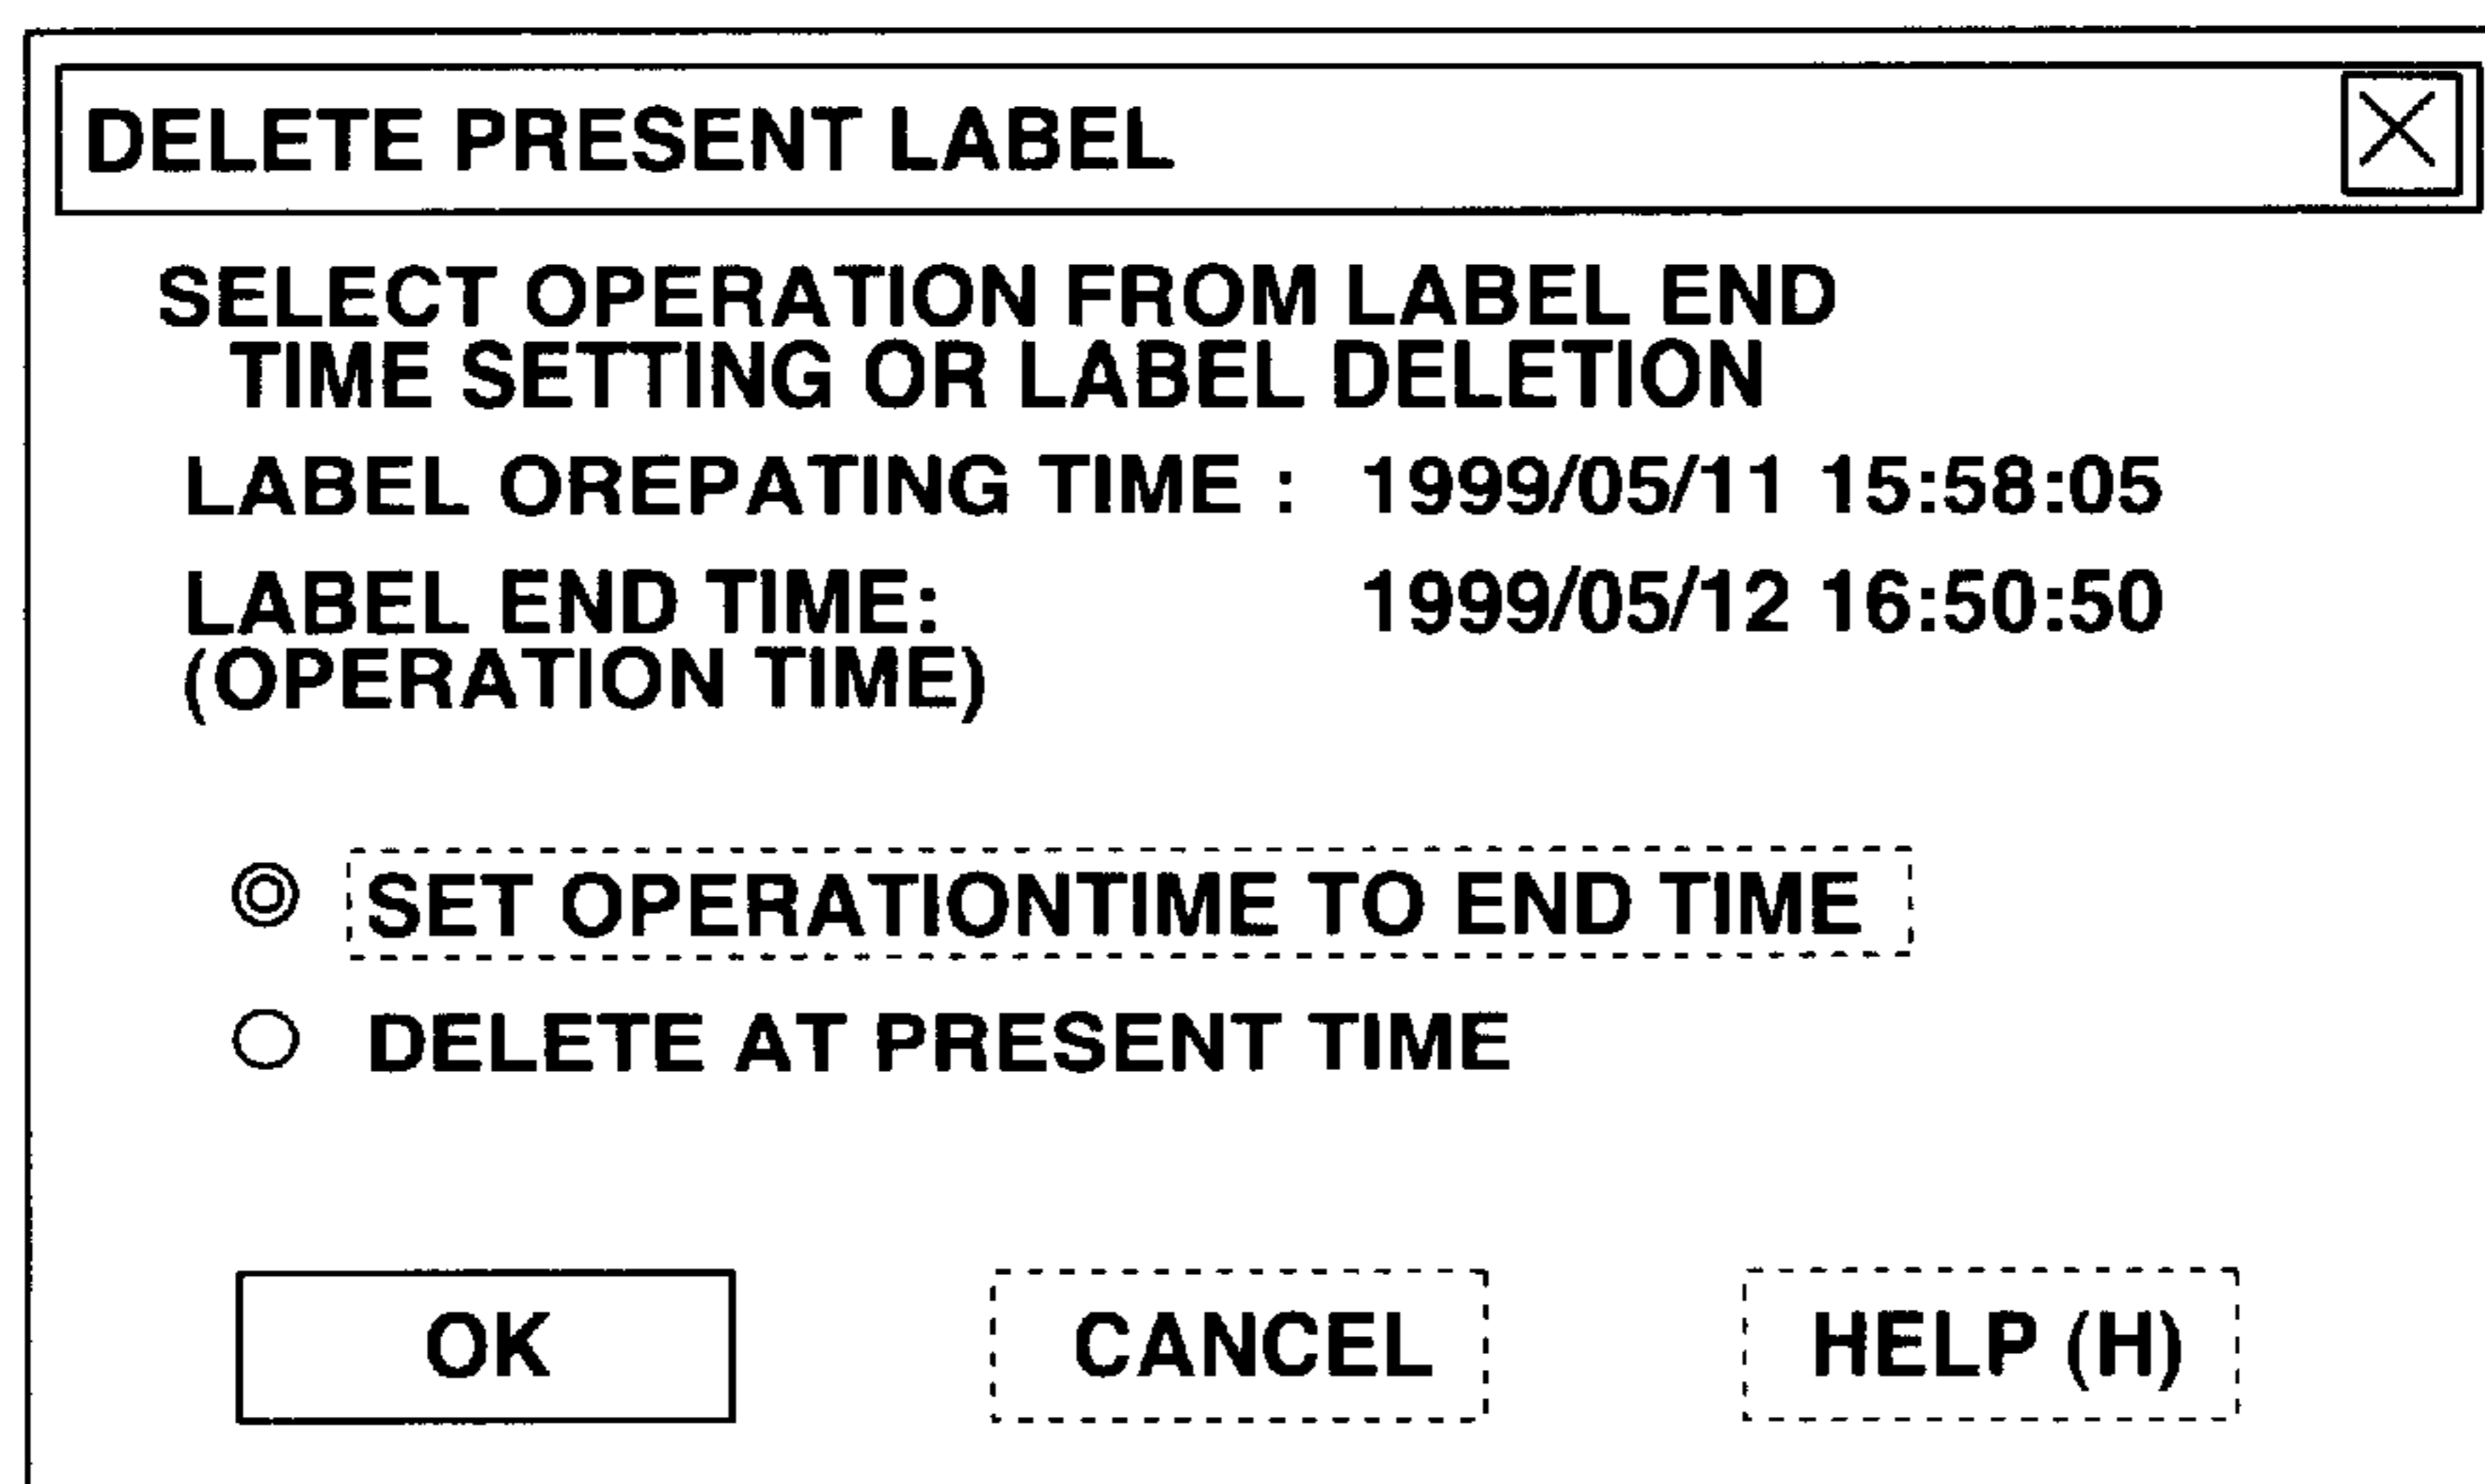 DELETE PRESENT LABEL
SELECT OPERATION FROM LABEL END
TIME SETTING OR LABEL DELETION
LABEL OREPATING TIME : 1999/05/11 15:58:05
LABEL END TIME: 1999/05/12 16:50:50
(OPERATION TIME)
SET OPERATIONTIME TO END TIME
DELETE AT PRESENT TIME
OK CANCEL HELP (H)